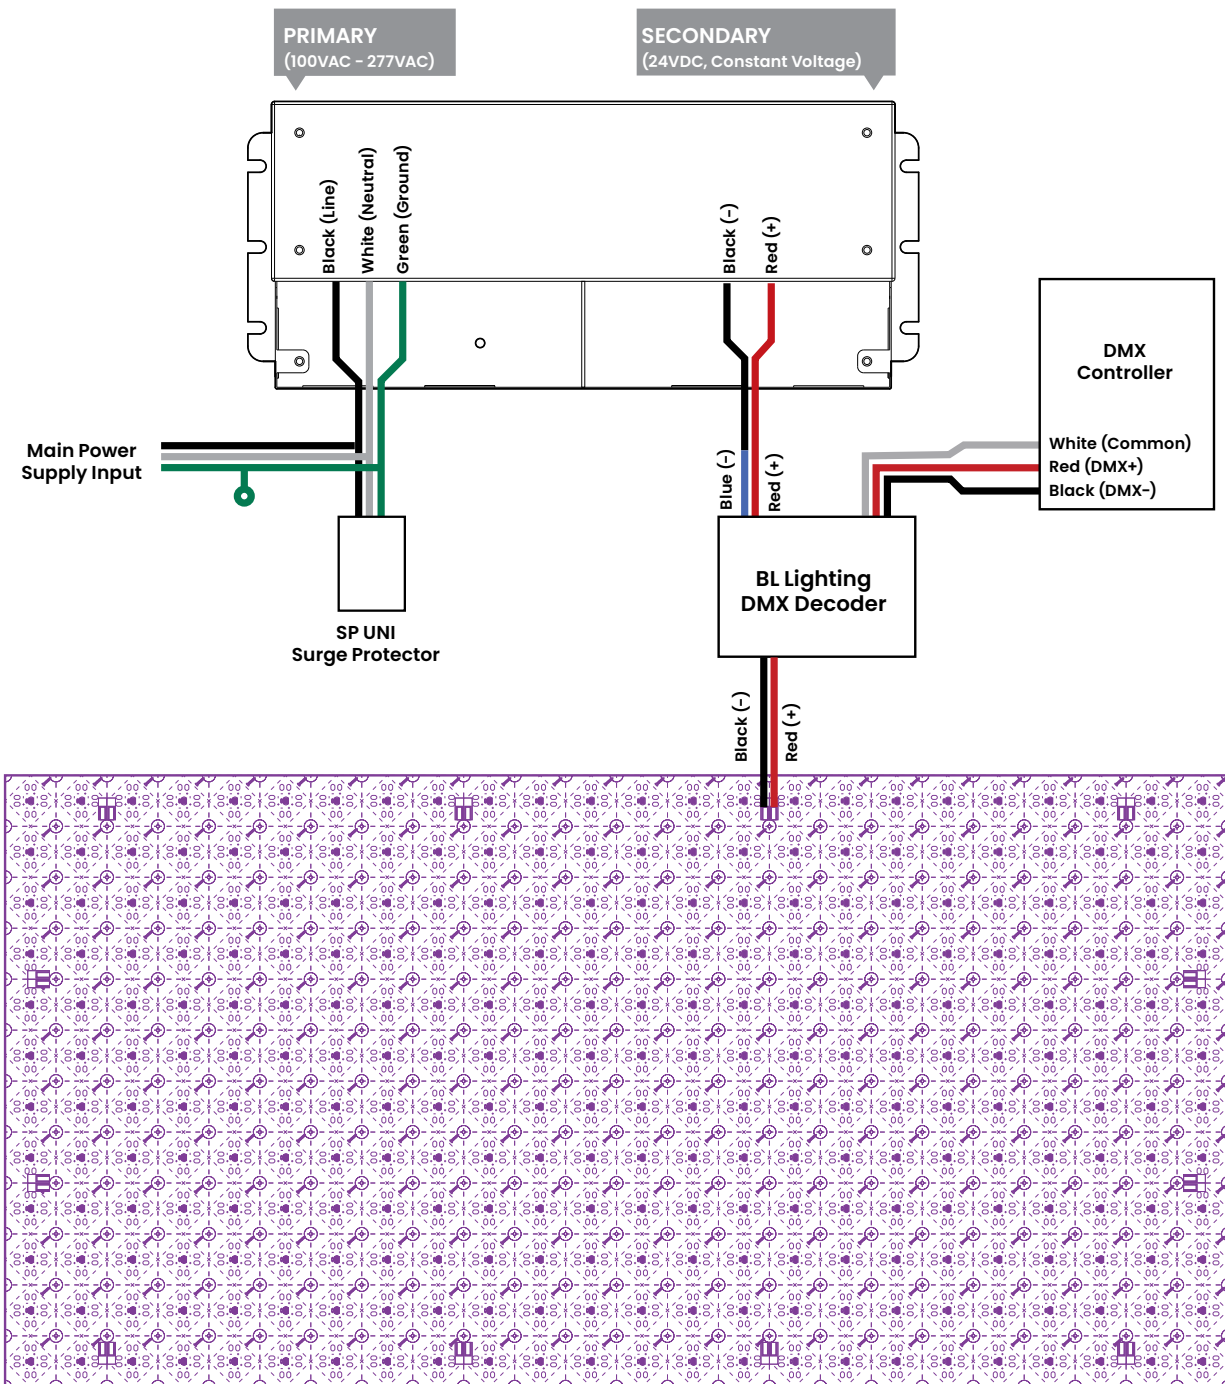 PRIMARY
(100VAC - 277VAC)
SECONDARY
(24VDC, Constant Voltage)
Black (Line)
White (Neutral)
Green (Ground)
Black (-)
Red (+)
DMX
Controller
White (Common)
Red (DMX+)
Black (DMX-)
Main Power
Supply Input
Blue (-)
Red (+)
BL Lighting
DMX Decoder
SP UNI
Surge Protector
Black (-)
Red (+)